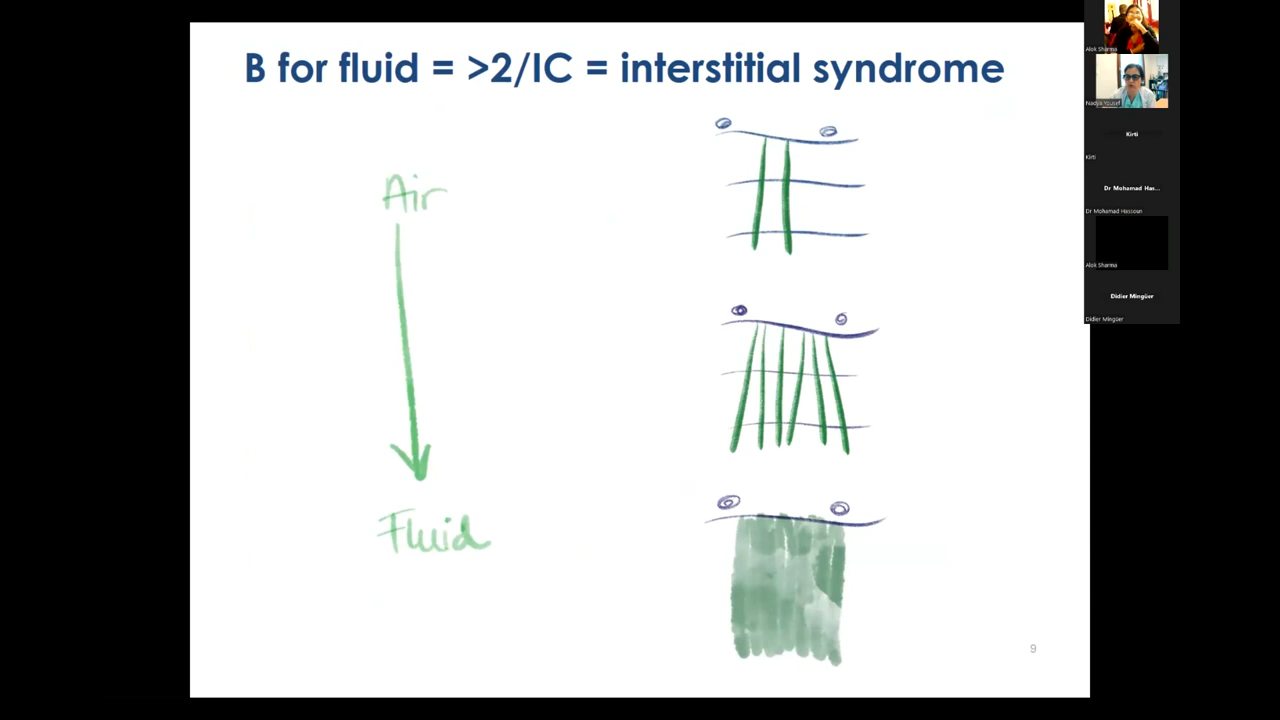 B for fluid = >2/IC = interstitial syndrome
Air
Fluid
9
Alok Sharma
Nadya Yousef
Kirti
Kirti
Dr Mohamad Has...
Dr Mohamad Hassoun
Alok Sharma
Didier Mingüer
Didier Mingüer